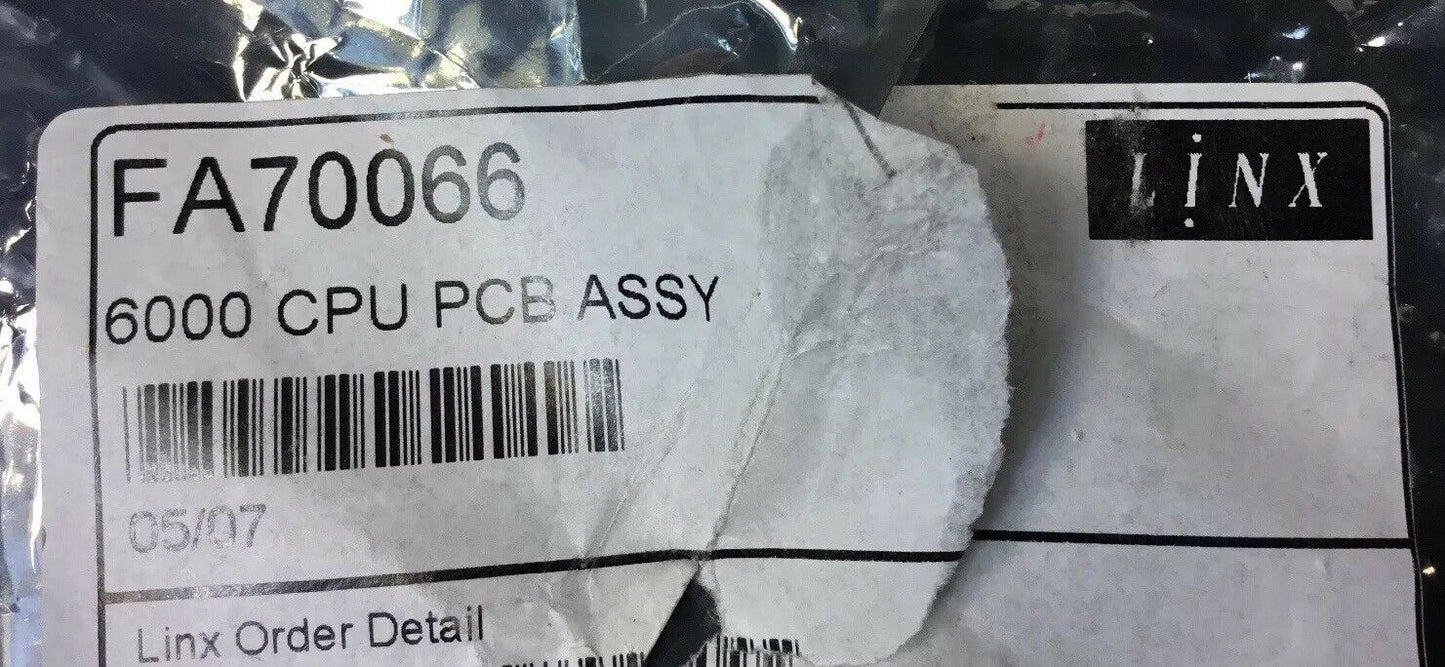 FA70066
LiNX
6000 CPU PCB ASSY
05/07
Linx Order Detail